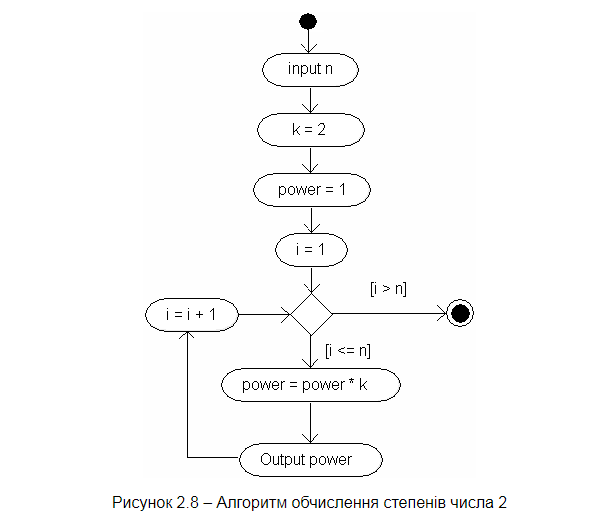 input n
k = 2
power = 1
i = 1
[i > n]
i = i + 1
[i <= n]
power = power * k
Output power
Рисунок 2.8 – Алгоритм обчислення степенів числа 2